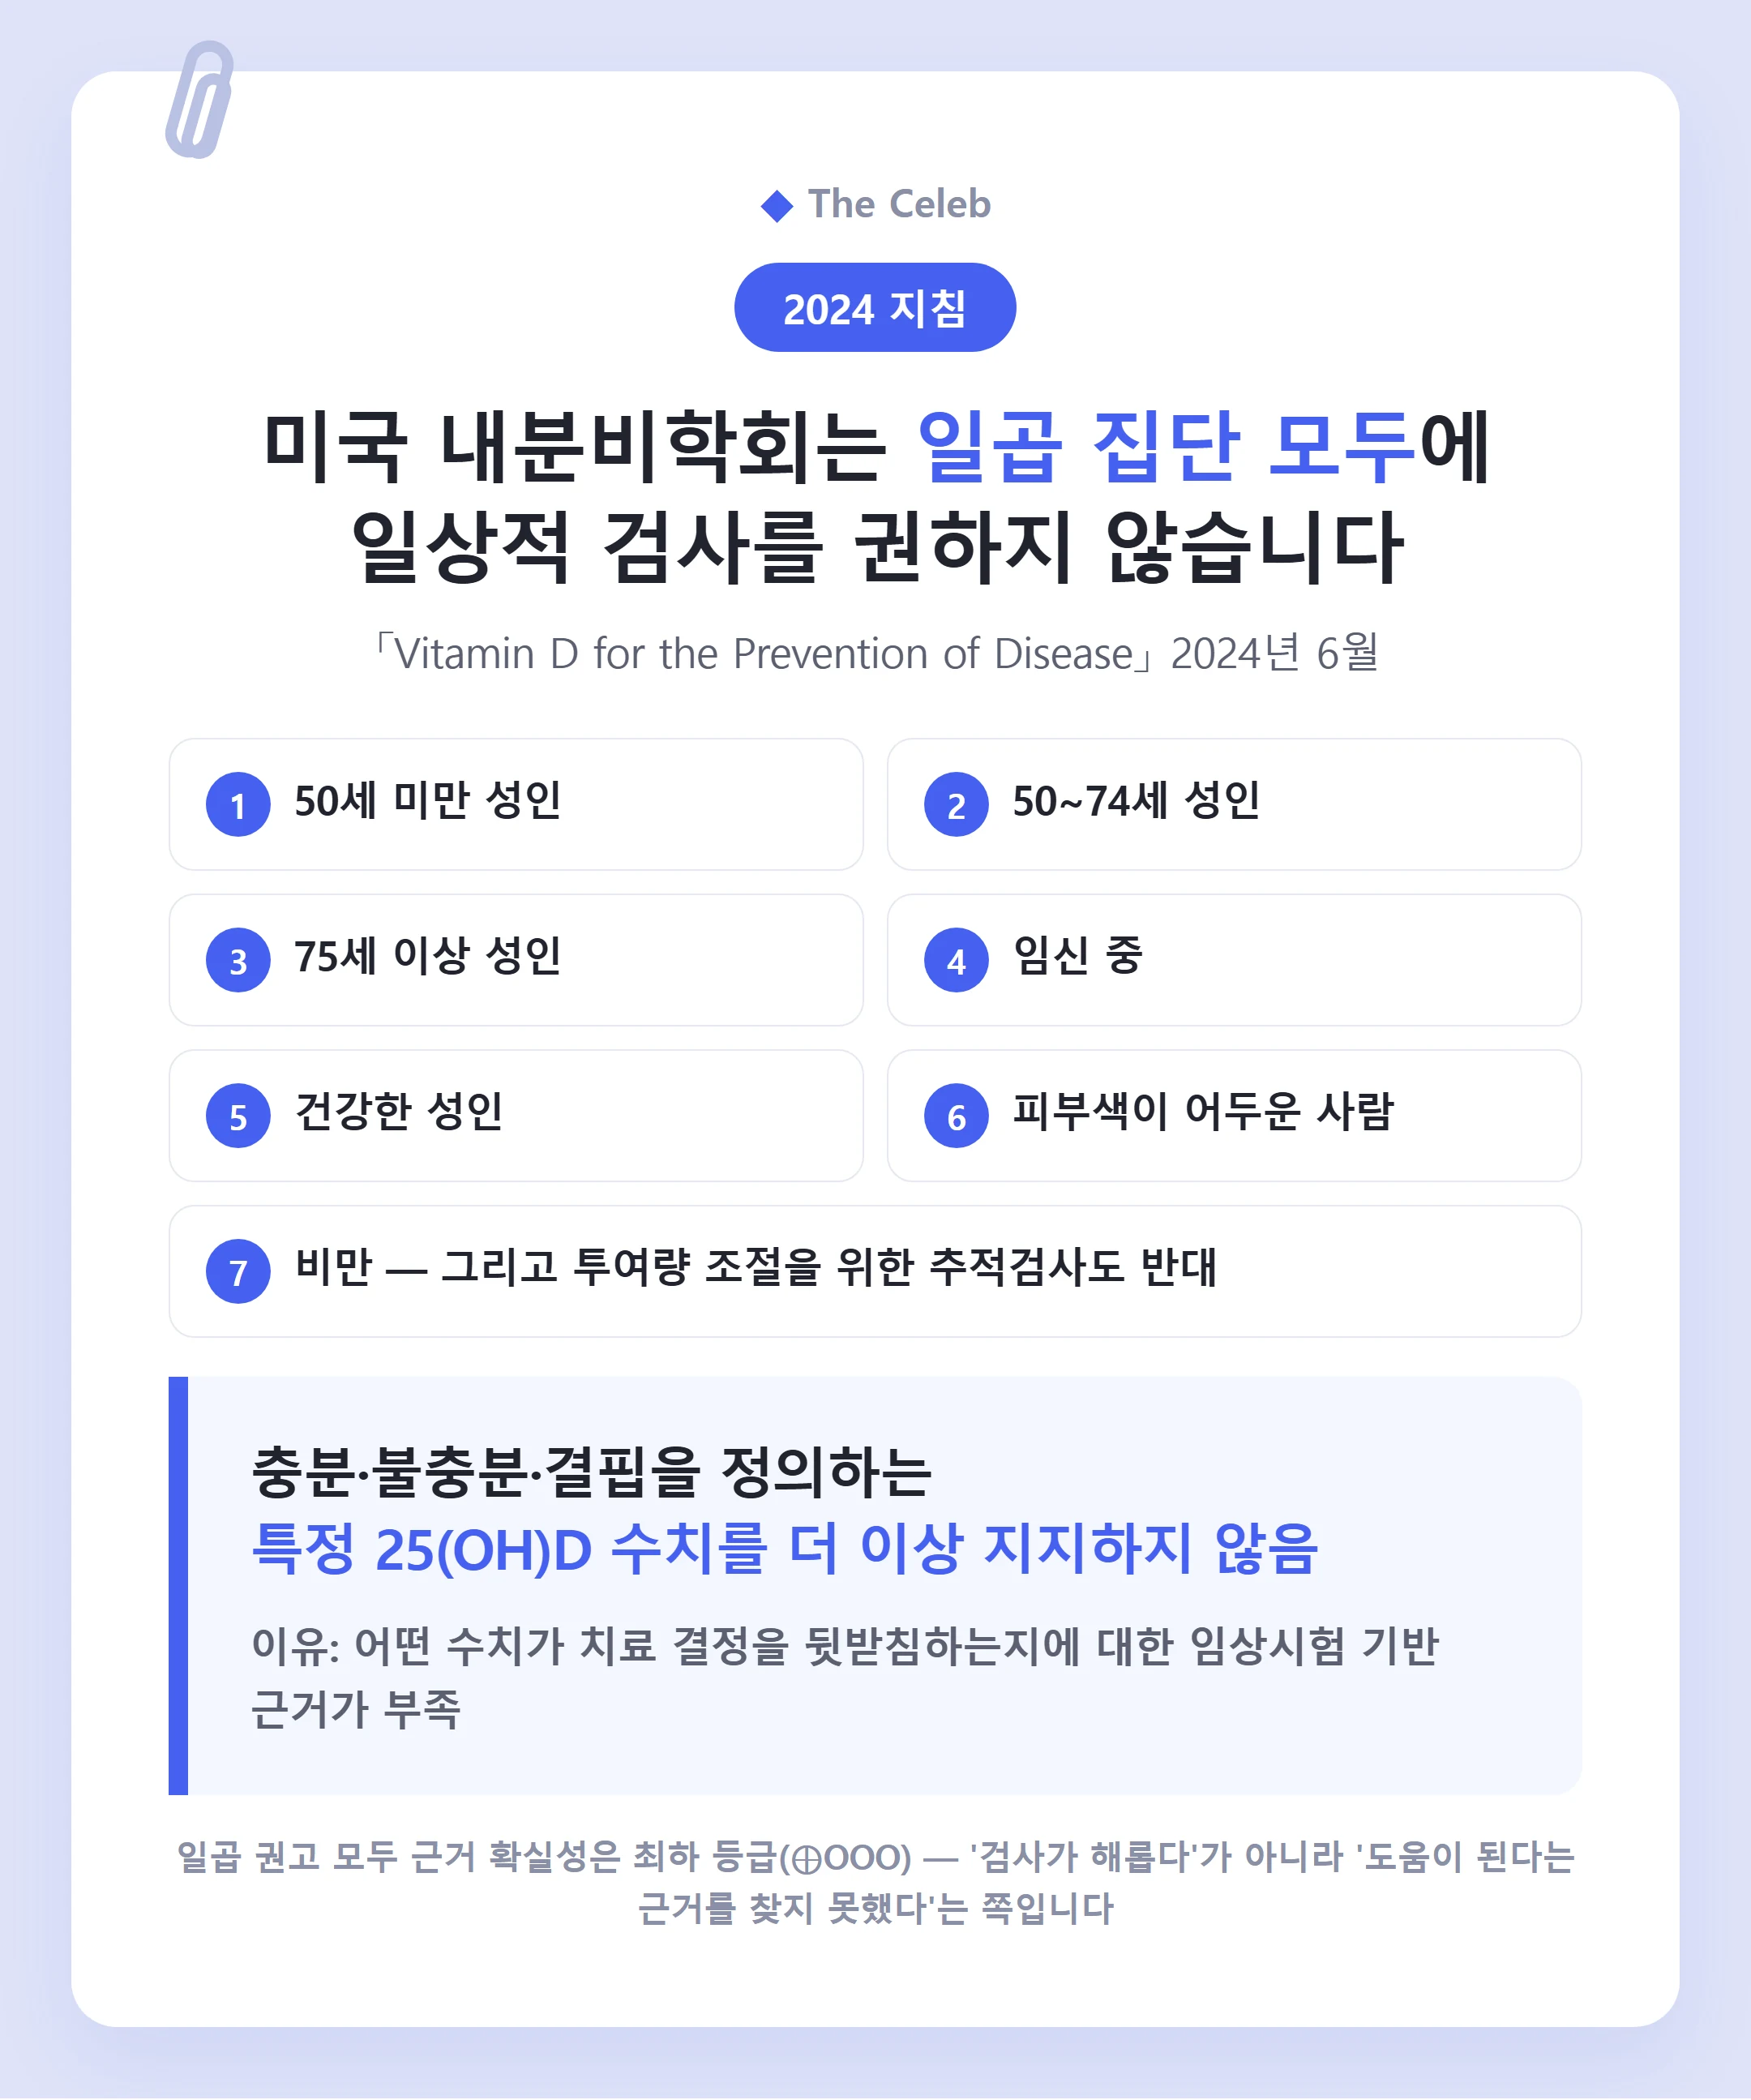 The Celeb
2024 지침
미국 내분비학회는 일곱 집단 모두에
일상적 검사를 권하지 않습니다
「Vitamin D for the Prevention of Disease」 2024년 6월
1 50세 미만 성인
2 50~74세 성인
3 75세 이상 성인
4 임신 중
5 건강한 성인
6 피부색이 어두운 사람
7 비만 — 그리고 투여량 조절을 위한 추적검사도 반대
충분·불충분·결핍을 정의하는
특정 25(OH)D 수치를 더 이상 지지하지 않음
이유: 어떤 수치가 치료 결정을 뒷받침하는지에 대한 임상시험 기반
근거가 부족
일곱 권고 모두 근거 확실성은 최하 등급(⊕OOO) — '검사가 해롭다'가 아니라 '도움이 된다는
근거를 찾지 못했다'는 쪽입니다